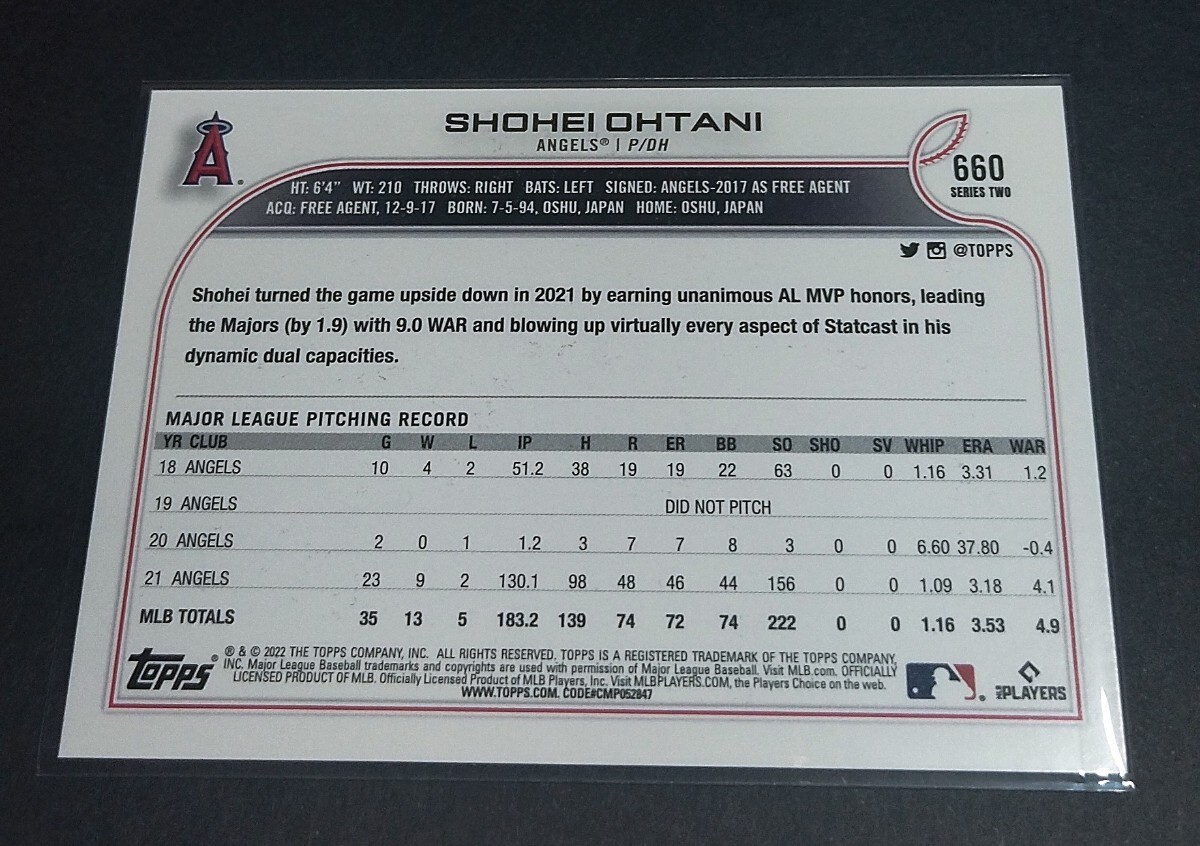 SHOHEI OHTANI
ANGELS® | P/DH
A
660
SERIES TWO
HT: 6'4" WT: 210 THROWS: RIGHT BATS: LEFT SIGNED: ANGELS-2017 AS FREE AGENT
ACQ: FREE AGENT, 12-9-17 BORN: 7-5-94, OSHU, JAPAN HOME: OSHU, JAPAN
@TOPPS
Shohei turned the game upside down in 2021 by earning unanimous AL MVP honors, leading
the Majors (by 1.9) with 9.0 WAR and blowing up virtually every aspect of Statcast in his
dynamic dual capacities.
MAJOR LEAGUE PITCHING RECORD
YR CLUB G W L IP H R ER BB SO SHO SV WHIP ERA WAR
18 ANGELS 10 4 2 51.2 38 19 19 22 63 0 0 1.16 3.31 1.2
19 ANGELS DID NOT PITCH
20 ANGELS 2 0 1 1.2 3 7 7 8 3 0 0 6.60 37.80 -0.4
21 ANGELS 23 9 2 130.1 98 48 46 44 156 0 0 1.09 3.18 4.1
MLB TOTALS 35 13 5 183.2 139 74 72 74 222 0 0 1.16 3.53 4.9
TOPPS®
® & © 2022 THE TOPPS COMPANY, INC. ALL RIGHTS RESERVED. TOPPS IS A REGISTERED TRADEMARK OF THE TOPPS COMPANY,
INC. Major League Baseball trademarks and copyrights are used with permission of Major League Baseball. Visit MLB.com. OFFICIALLY
LICENSED PRODUCT OF MLB. Officially Licensed Product of MLB Players, Inc. Visit MLBPLAYERS.COM, the Players Choice on the web.
WWW.TOPPS.COM. CODE#CMP052847
MLB PLAYERS